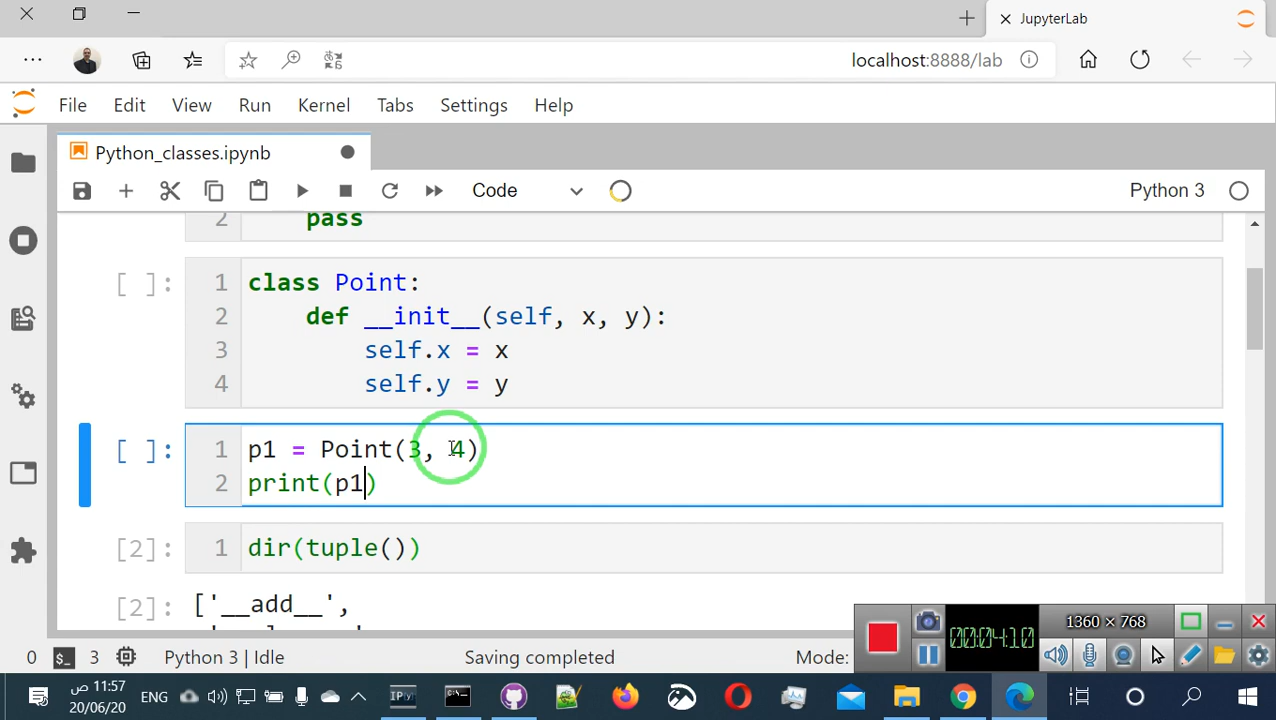 JupyterLab
localhost:8888/lab
File Edit View Run Kernel Tabs Settings Help
Python_classes.ipynb
Code
Python 3
2 pass
[ ]: 1 class Point:
2 def __init__(self, x, y):
3 self.x = x
4 self.y = y
[ ]: 1 p1 = Point(3, 4)
2 print(p1)
[2]: 1 dir(tuple())
[2]: ['__add__',
1360 × 768
00:04:10
0 3 Python 3 | Idle Saving completed Mode:
11:57 ص
ENG
20/06/20